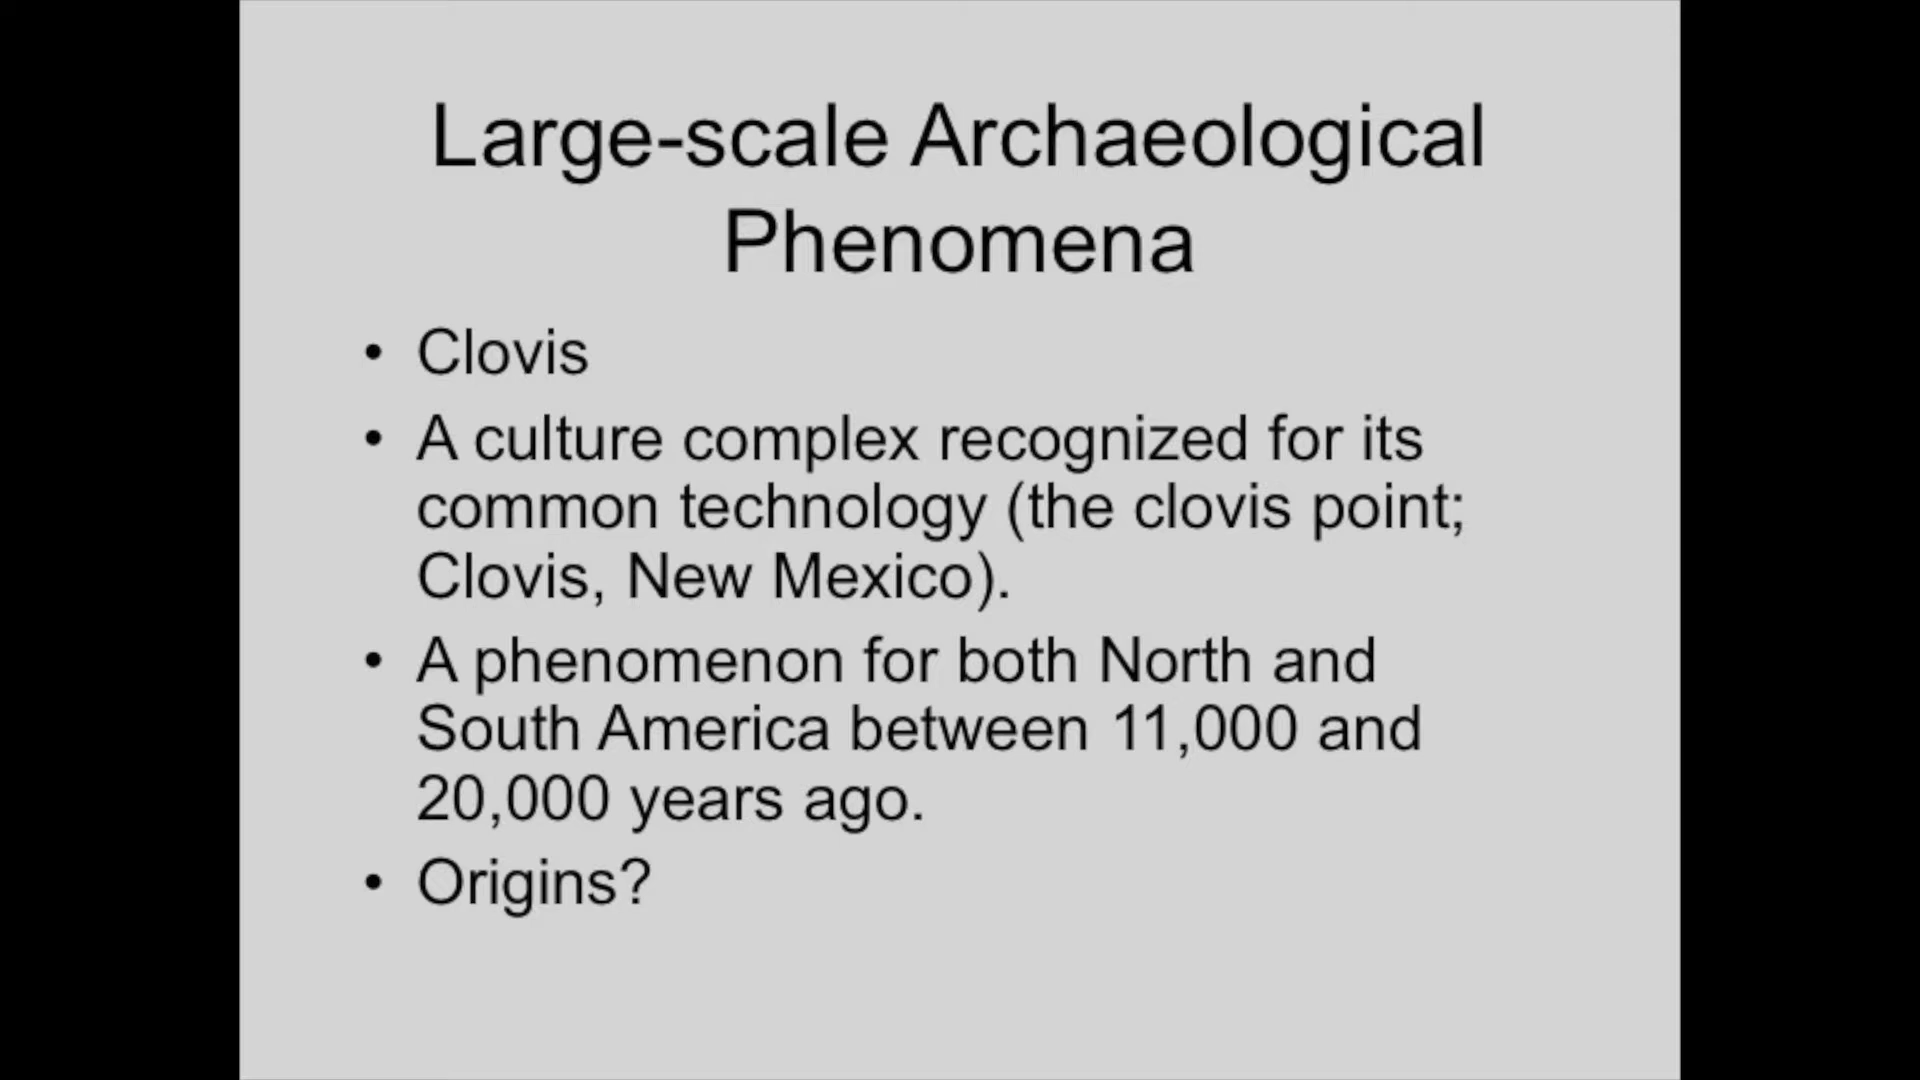 Large-scale Archaeological
Phenomena
• Clovis
• A culture complex recognized for its
common technology (the clovis point;
Clovis, New Mexico).
• A phenomenon for both North and
South America between 11,000 and
20,000 years ago.
• Origins?